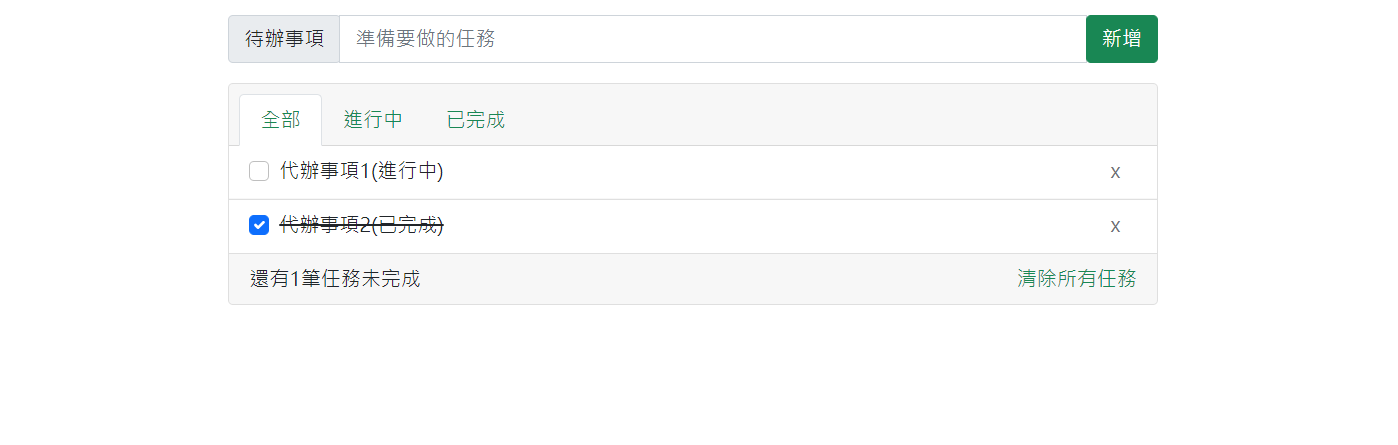 待辦事項 準備要做的任務 新增
全部 進行中 已完成
代辦事項1(進行中) x
代辦事項2(已完成) x
還有1筆任務未完成 清除所有任務